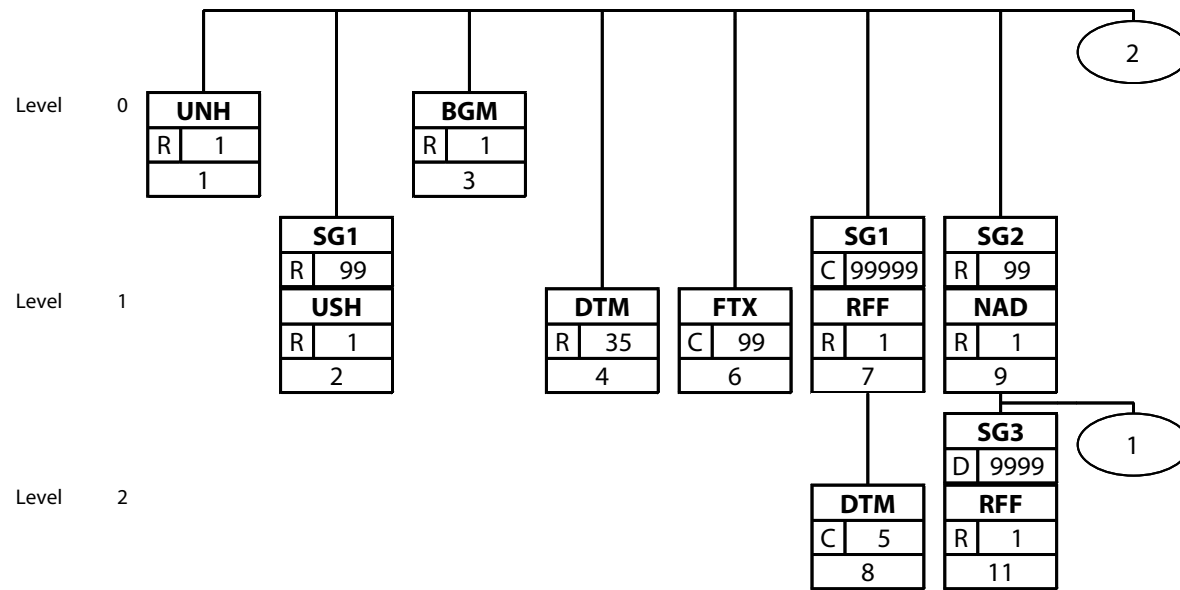 2
Level 0
UNH
R 1
1
BGM
R 1
3
SG1
R 99
SG1
C 99999
SG2
R 99
Level 1
USH
R 1
2
DTM
R 35
4
FTX
C 99
6
RFF
R 1
7
NAD
R 1
9
SG3
D 9999
1
Level 2
DTM
C 5
8
RFF
R 1
11